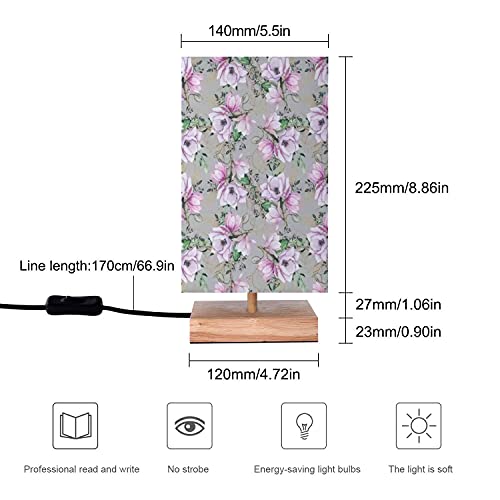 140mm/5.5in
225mm/8.86in
Line length:170cm/66.9in
27mm/1.06in
23mm/0.90in
120mm/4.72in
Professional read and write
No strobe
Energy-saving light bulbs
The light is soft